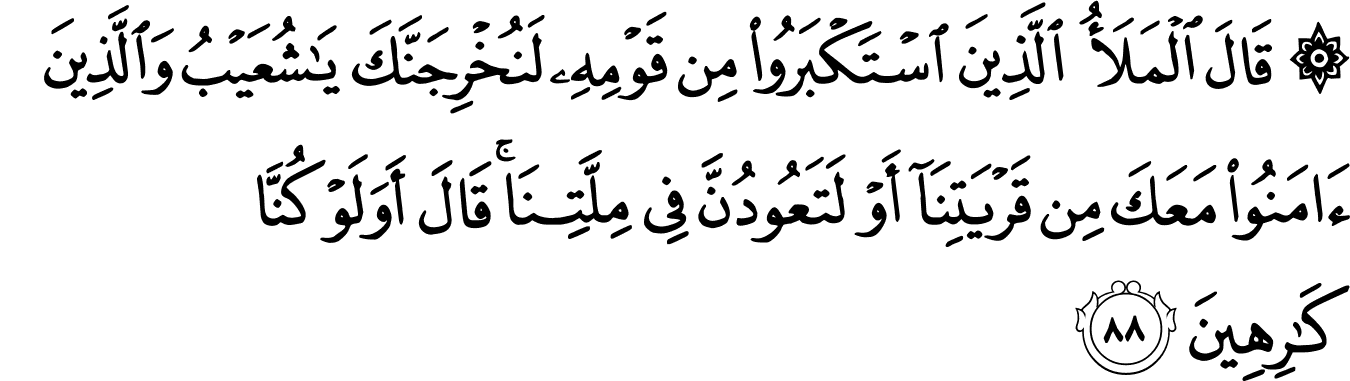 ۞ قَالَ ٱلْمَلَأُ ٱلَّذِينَ ٱسْتَكْبَرُوا۟ مِن قَوْمِهِۦ لَنُخْرِجَنَّكَ يَـٰشُعَيْبُ وَٱلَّذِينَ
ءَامَنُوا۟ مَعَكَ مِن قَرْيَتِنَآ أَوْ لَتَعُودُنَّ فِى مِلَّتِنَا ۚ قَالَ أَوَلَوْ كُنَّا
كَـٰرِهِينَ ٨٨